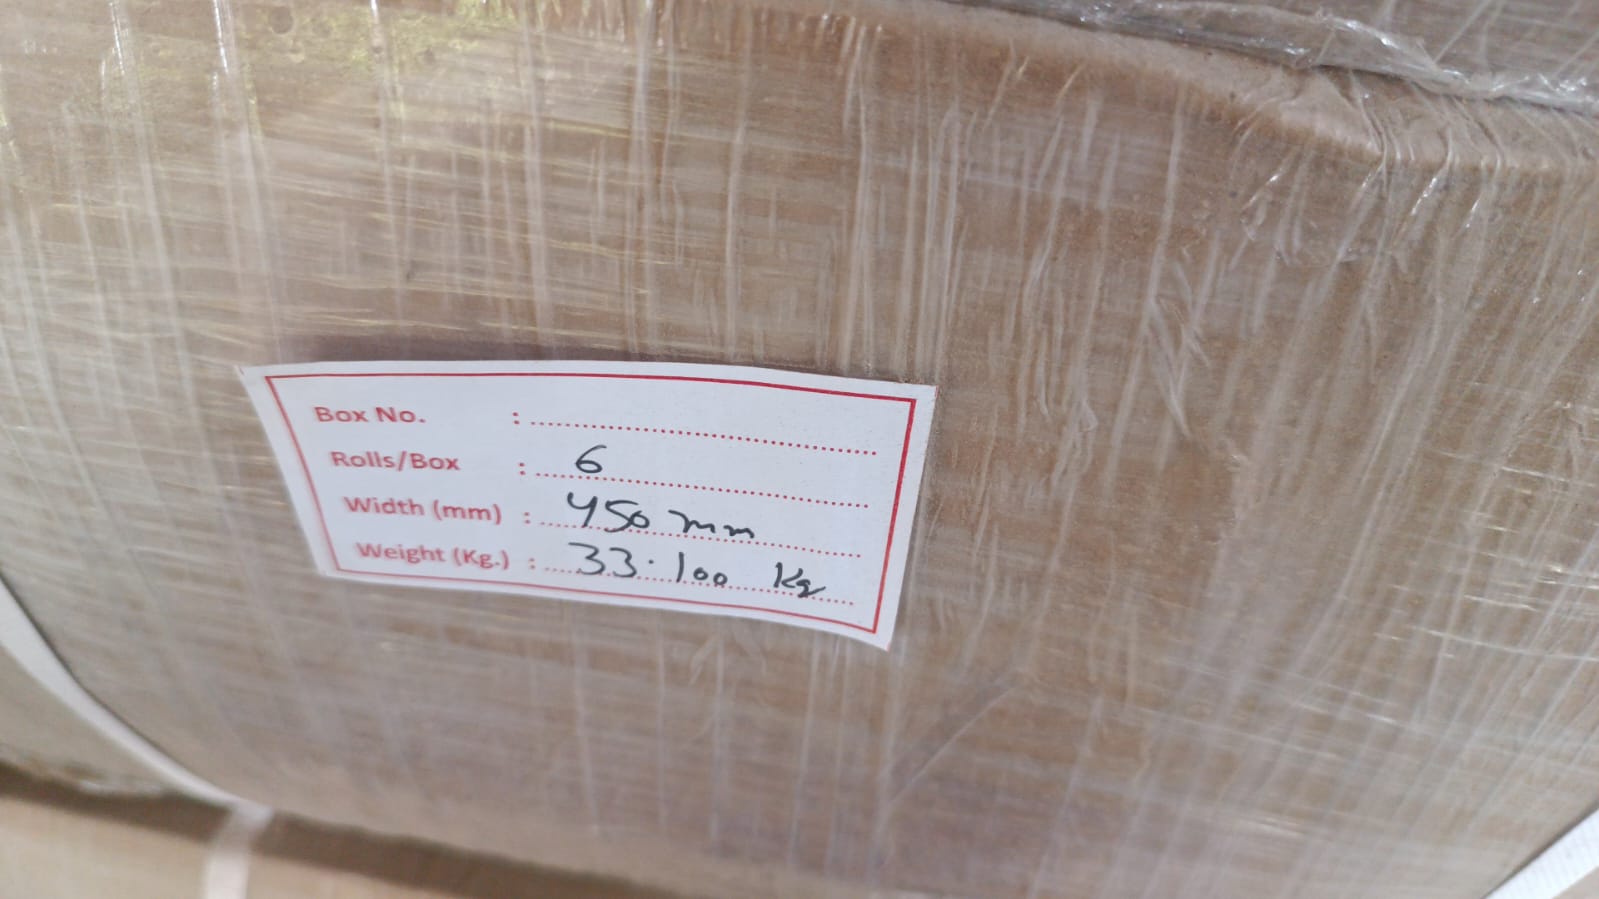 Box No. : ................
Rolls/Box : 6
Width (mm) : 450 mm
Weight (Kg.) : 33.100 Kg